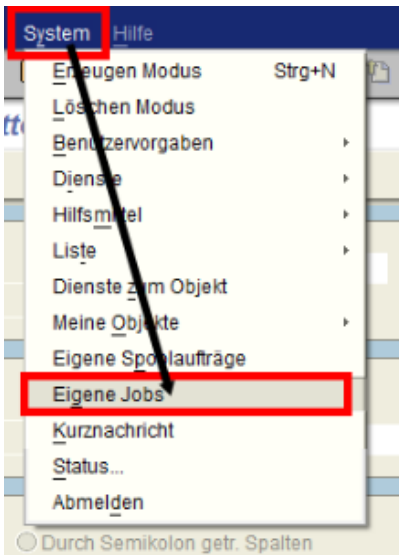 System Hilfe
Erzeugen Modus Strg+N
Löschen Modus
Benutzervorgaben
Dienste
Hilfsmittel
Liste
Dienste zum Objekt
Meine Objekte
Eigene Spoolaufträge
Eigene Jobs
Kurznachricht
Status...
Abmelden
Durch Semikolon getr. Spalten